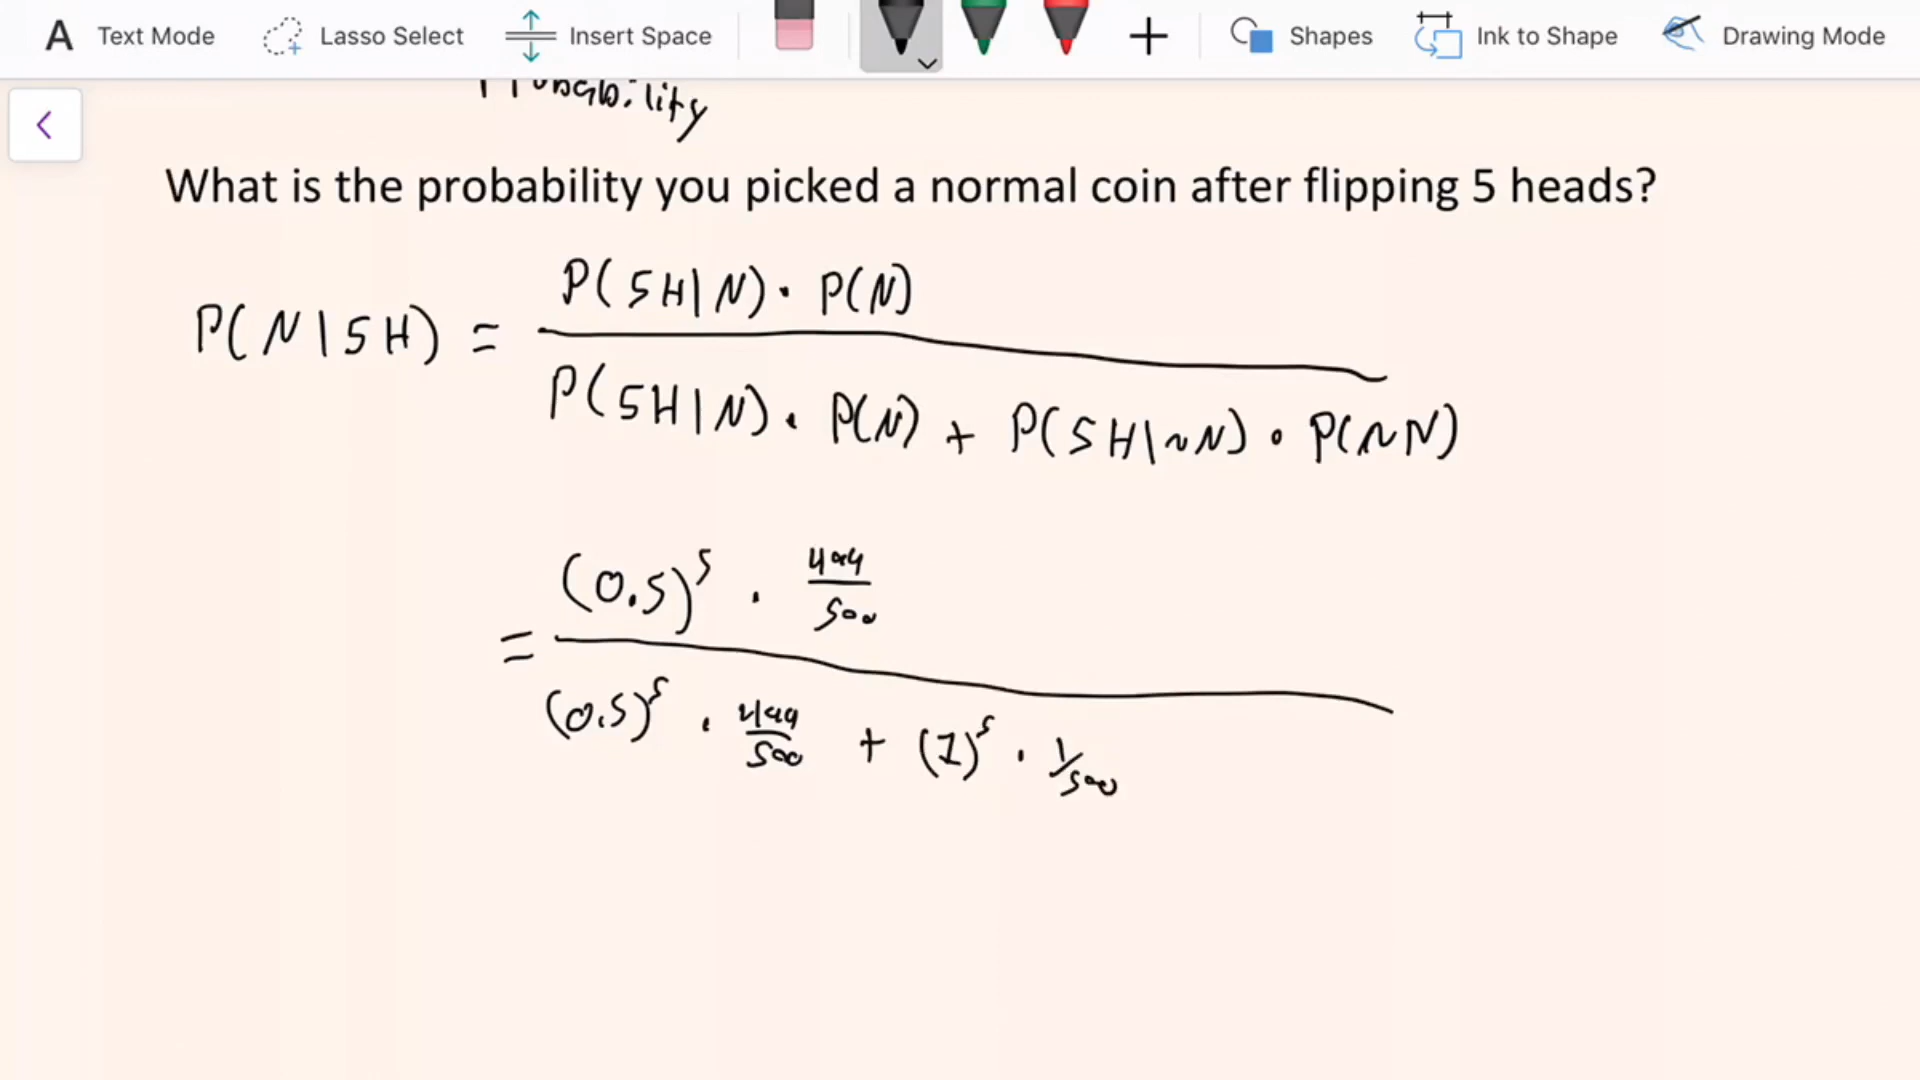 A Text Mode Lasso Select Insert Space Shapes Ink to Shape Drawing Mode
Probability
What is the probability you picked a normal coin after flipping 5 heads?
P(5H|N) · P(N)
P(N|5H) =
P(5H|N) · P(N) + P(5H|~N) · P(~N)
(0.5)⁵ · 499/500
=
(0.5)⁵ · 499/500 + (1)⁵ · 1/500